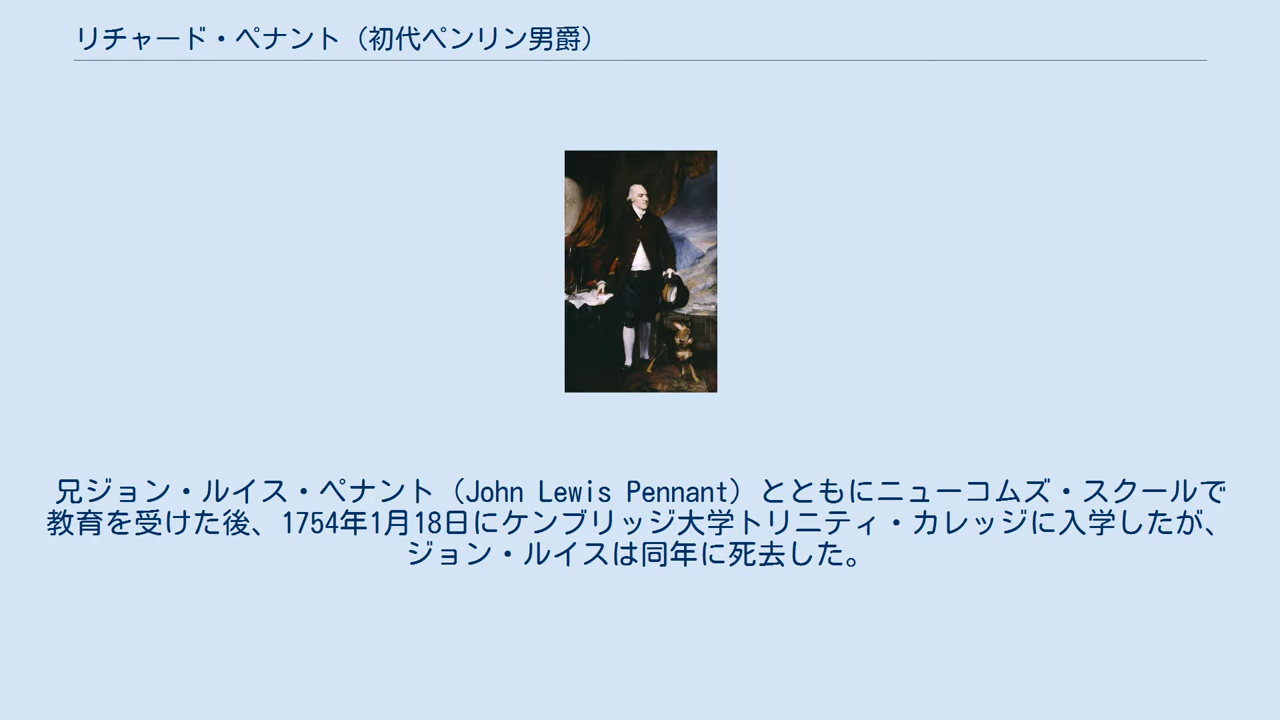 リチャード・ペナント（初代ペンリン男爵）
兄ジョン・ルイス・ペナント（John Lewis Pennant）とともにニューコムズ・スクールで
教育を受けた後、1754年1月18日にケンブリッジ大学トリニティ・カレッジに入学したが、
ジョン・ルイスは同年に死去した。